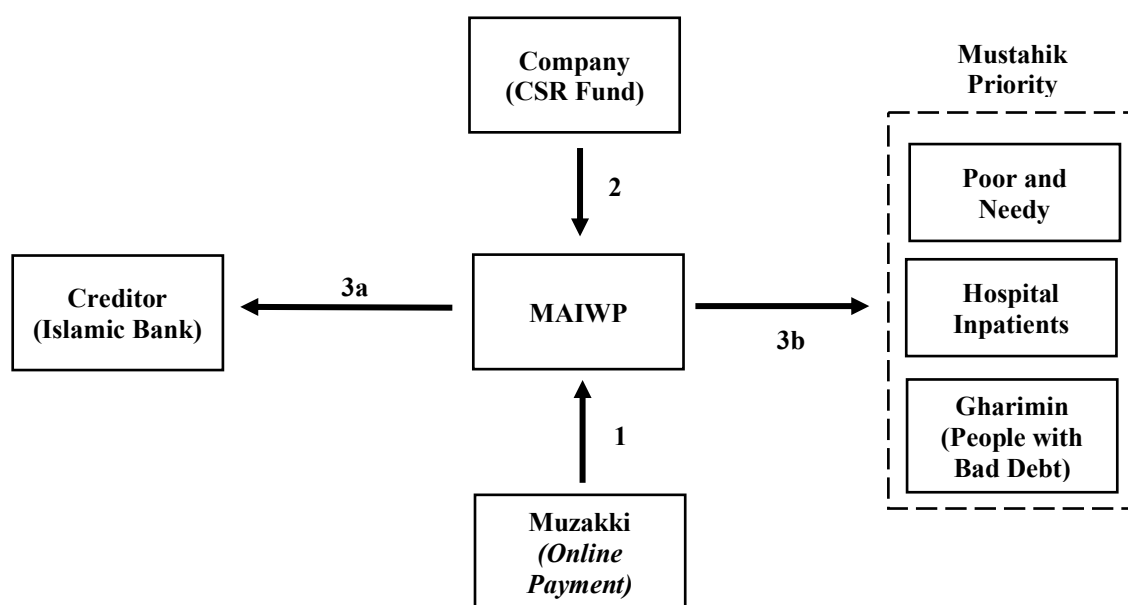 Company
(CSR Fund)
Mustahik
Priority
2
Poor and
Needy
Creditor
(Islamic Bank)
3a
MAIWP
3b
Hospital
Inpatients
1
Gharimin
(People with
Bad Debt)
Muzakki
(Online
Payment)